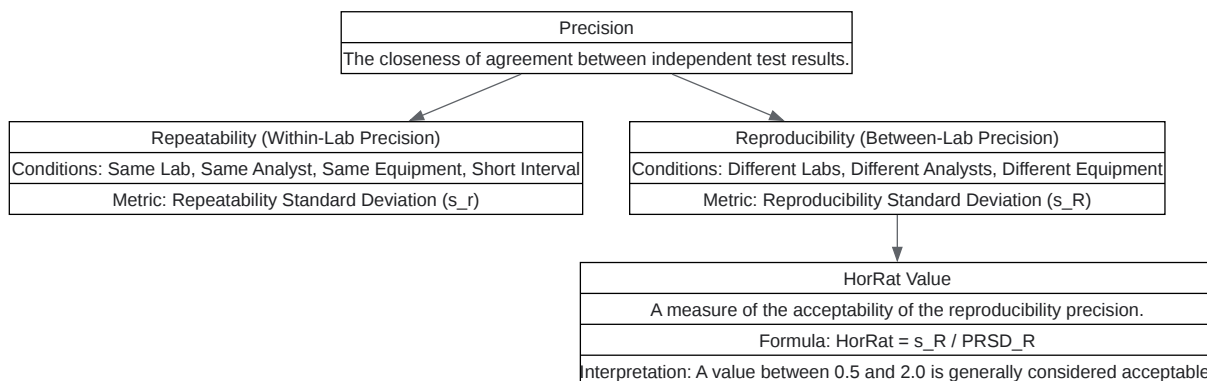 Precision
The closeness of agreement between independent test results.
Repeatability (Within-Lab Precision)
Conditions: Same Lab, Same Analyst, Same Equipment, Short Interval
Metric: Repeatability Standard Deviation (s_r)
Reproducibility (Between-Lab Precision)
Conditions: Different Labs, Different Analysts, Different Equipment
Metric: Reproducibility Standard Deviation (s_R)
HorRat Value
A measure of the acceptability of the reproducibility precision.
Formula: HorRat = s_R / PRSD_R
Interpretation: A value between 0.5 and 2.0 is generally considered acceptable